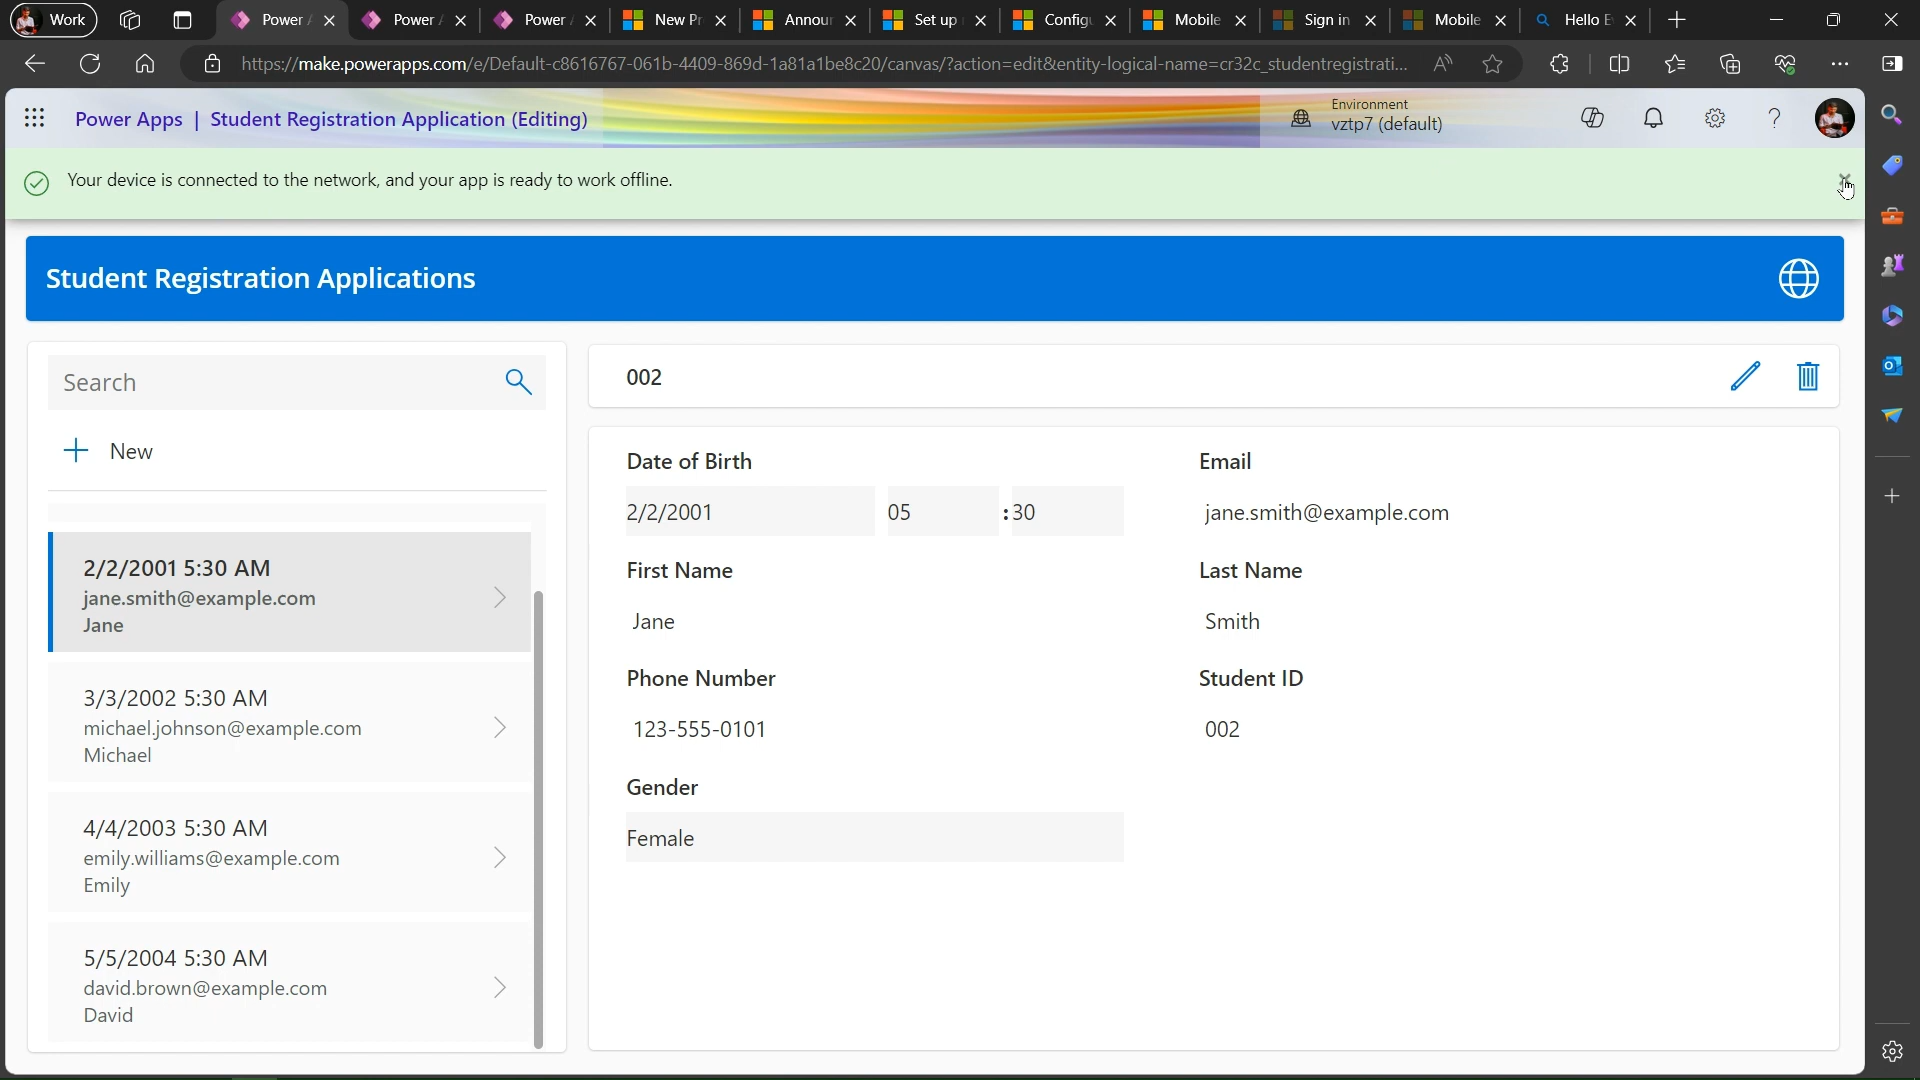 Work
Power A
Power A
Power
New Pr
Announ
Set up
Configu
Mobile
Sign in
Mobile
Hello E
https://make.powerapps.com/e/Default-c8616767-061b-4409-869d-1a81a1be8c20/canvas/?action=edit&entity-logical-name=cr32c_studentregistrati...
Power Apps | Student Registration Application (Editing)
Environment
vztp7 (default)
Your device is connected to the network, and your app is ready to work offline.
Student Registration Applications
Search
New
2/2/2001 5:30 AM
jane.smith@example.com
Jane
3/3/2002 5:30 AM
michael.johnson@example.com
Michael
4/4/2003 5:30 AM
emily.williams@example.com
Emily
5/5/2004 5:30 AM
david.brown@example.com
David
002
Date of Birth
2/2/2001 05 :30
Email
jane.smith@example.com
First Name
Jane
Last Name
Smith
Phone Number
123-555-0101
Student ID
002
Gender
Female